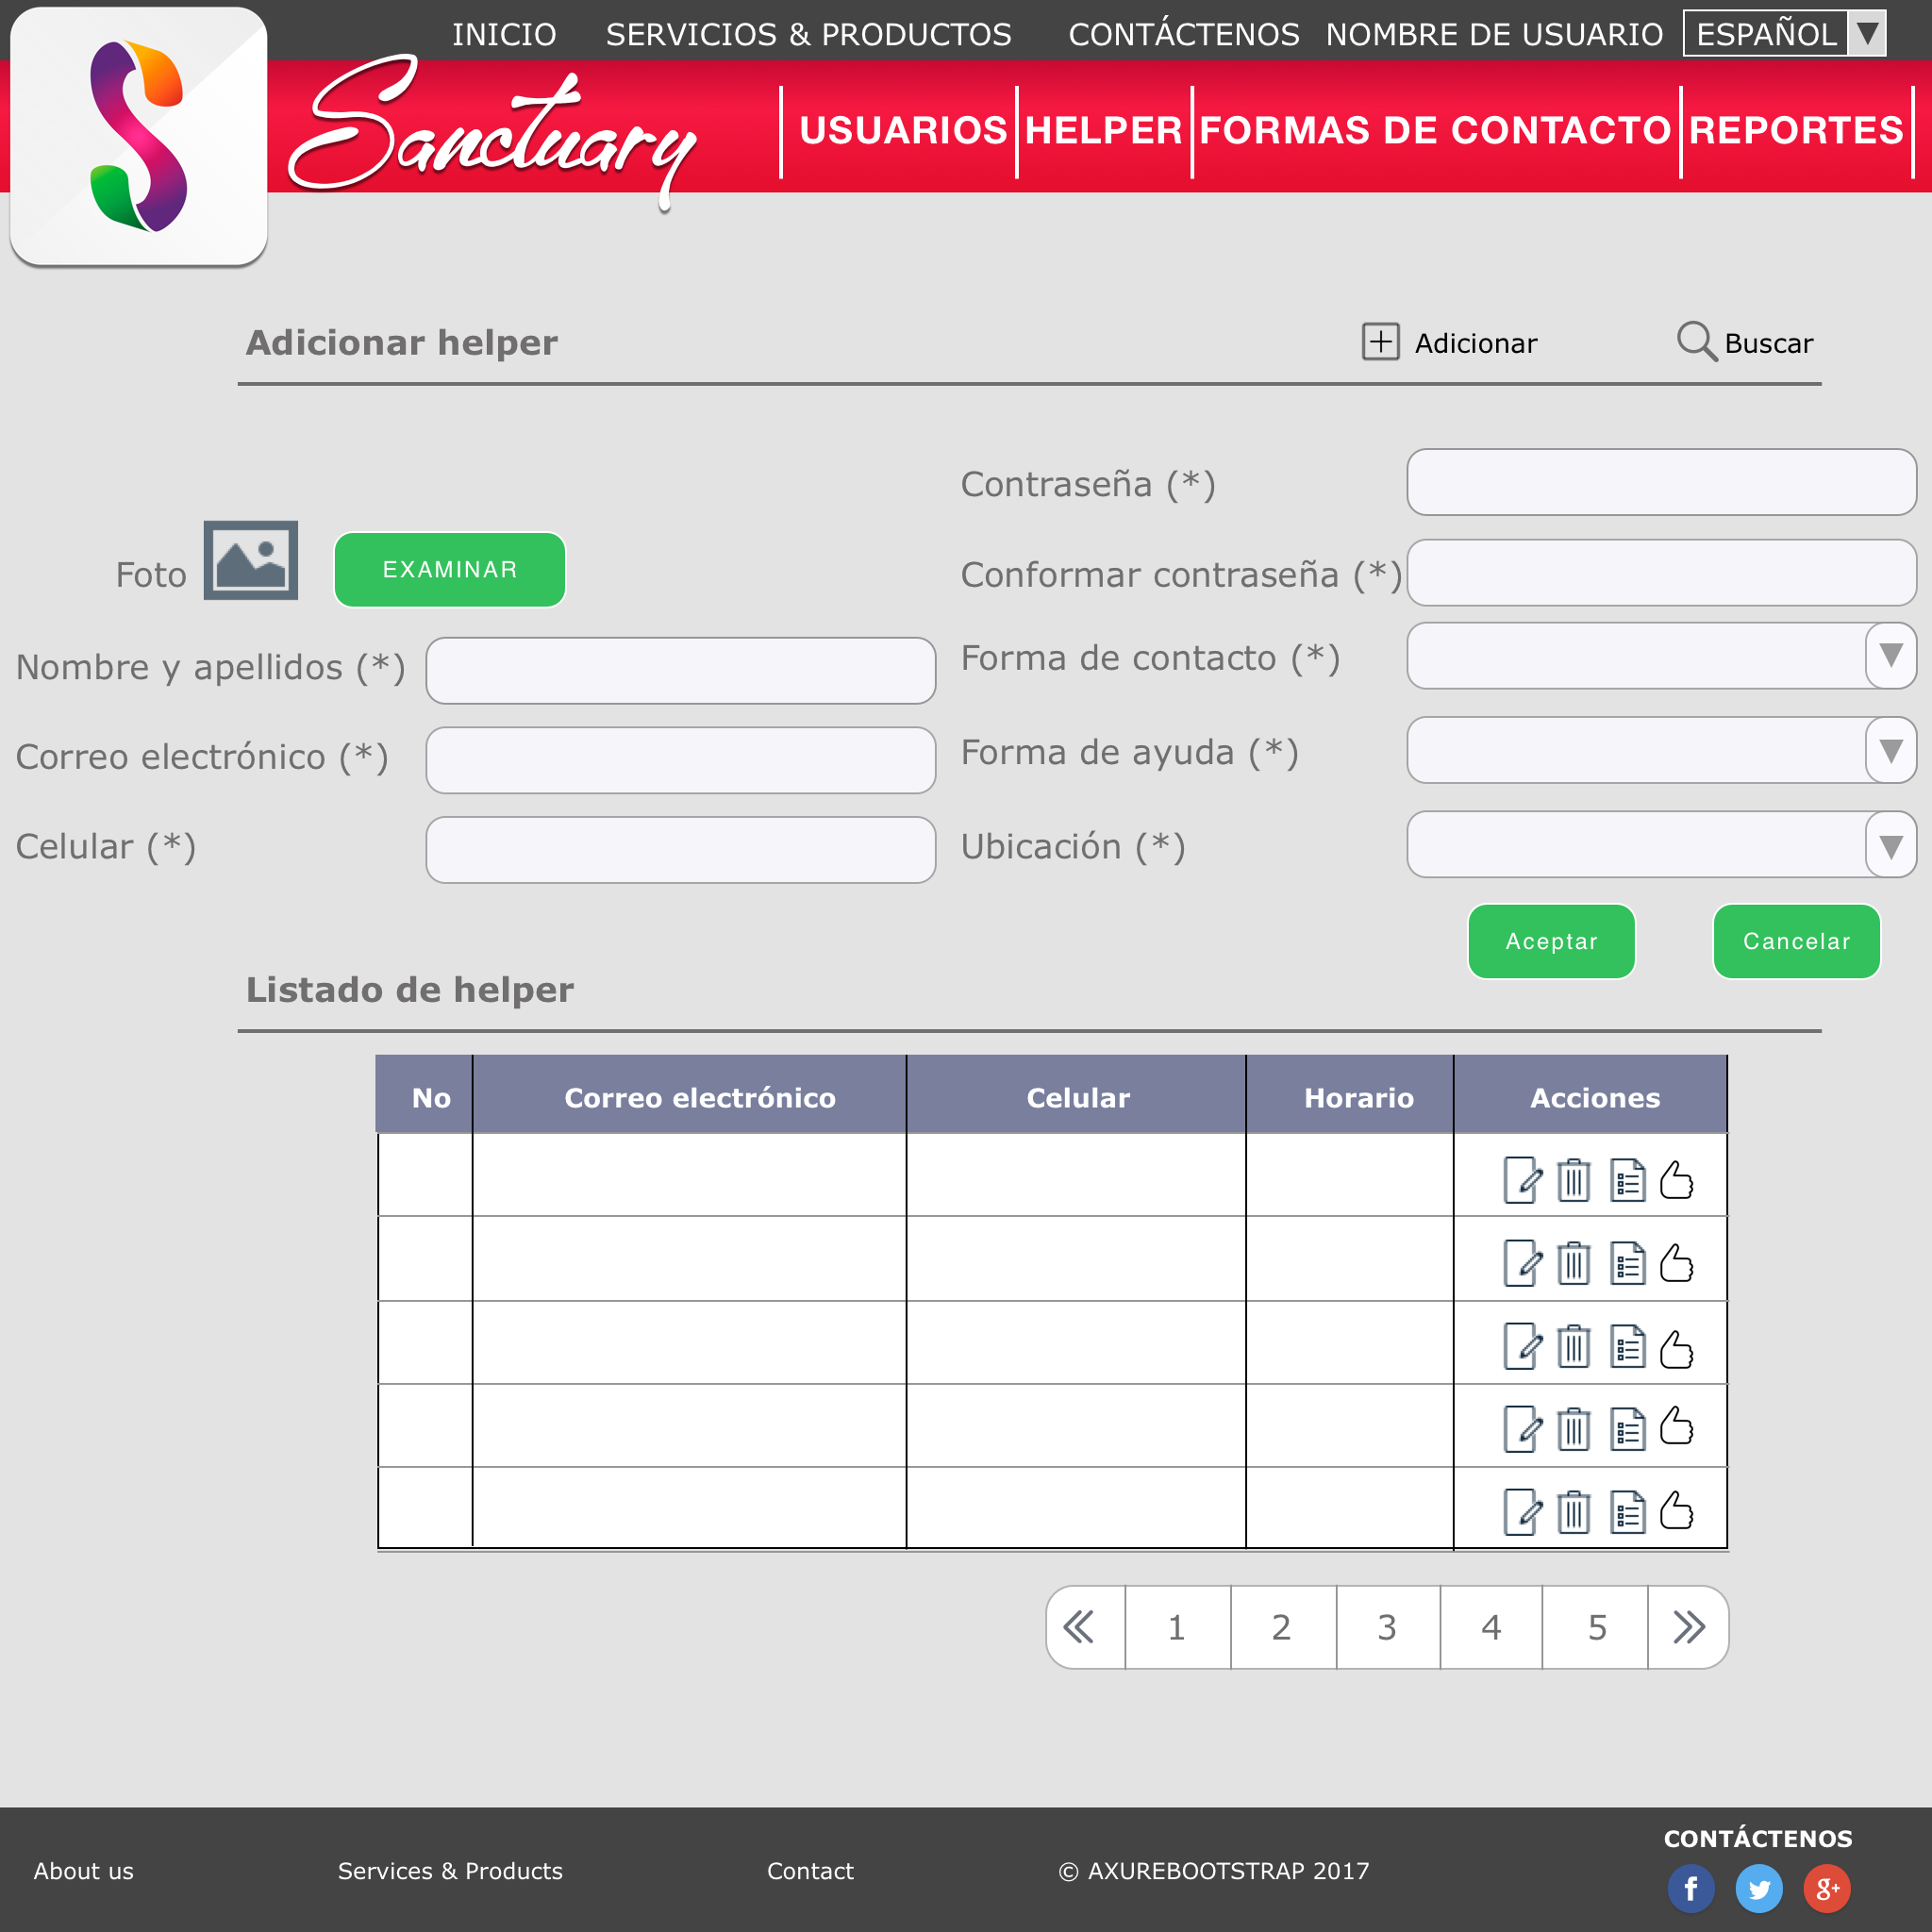 INICIO SERVICIOS & PRODUCTOS CONTÁCTENOS NOMBRE DE USUARIO ESPAÑOL
Sanctuary
USUARIOS HELPER FORMAS DE CONTACTO REPORTES
Adicionar helper
Adicionar
Buscar
Foto
EXAMINAR
Nombre y apellidos (*)
Correo electrónico (*)
Celular (*)
Contraseña (*)
Conformar contraseña (*)
Forma de contacto (*)
Forma de ayuda (*)
Ubicación (*)
Aceptar
Cancelar
Listado de helper
No Correo electrónico Celular Horario Acciones
1 2 3 4 5
CONTÁCTENOS
About us Services & Products Contact © AXUREBOOTSTRAP 2017
f g+